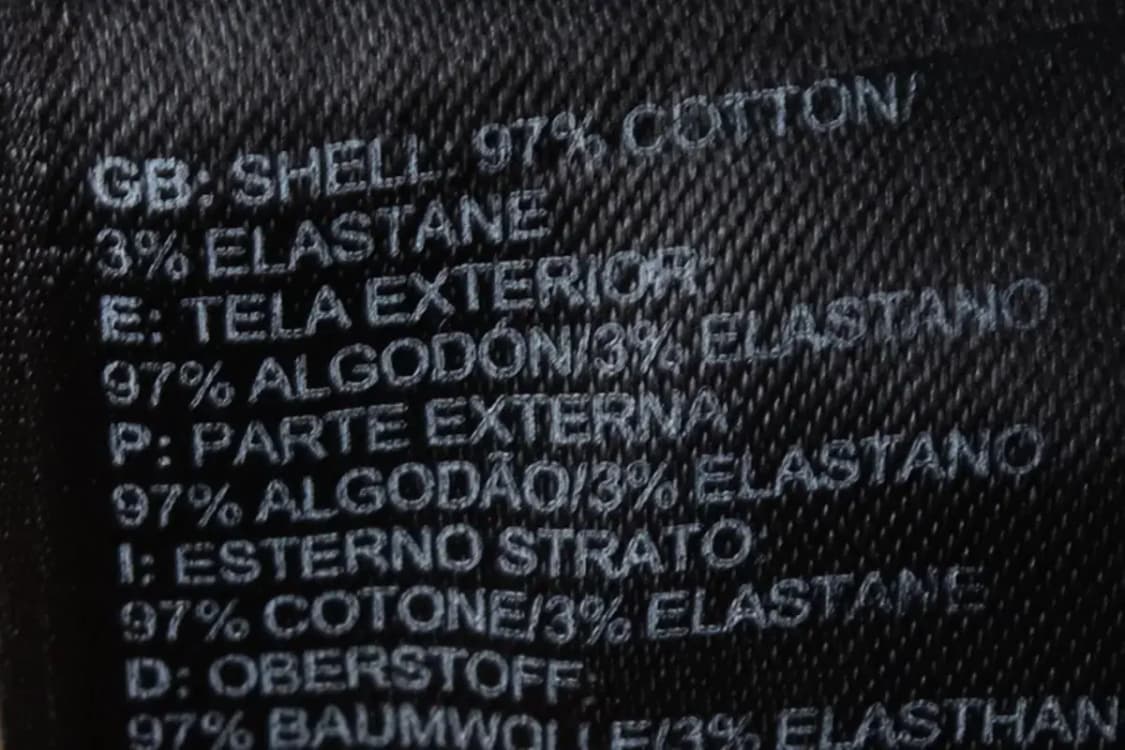 GB: SHELL: 97% COTTON/
3% ELASTANE
E: TELA EXTERIOR:
97% ALGODÓN/3% ELASTANO
P: PARTE EXTERNA
97% ALGODÃO/3% ELASTANO
I: ESTERNO STRATO:
97% COTONE/3% ELASTANE
D: OBERSTOFF:
97% BAUMWOLLE/3% ELASTHAN